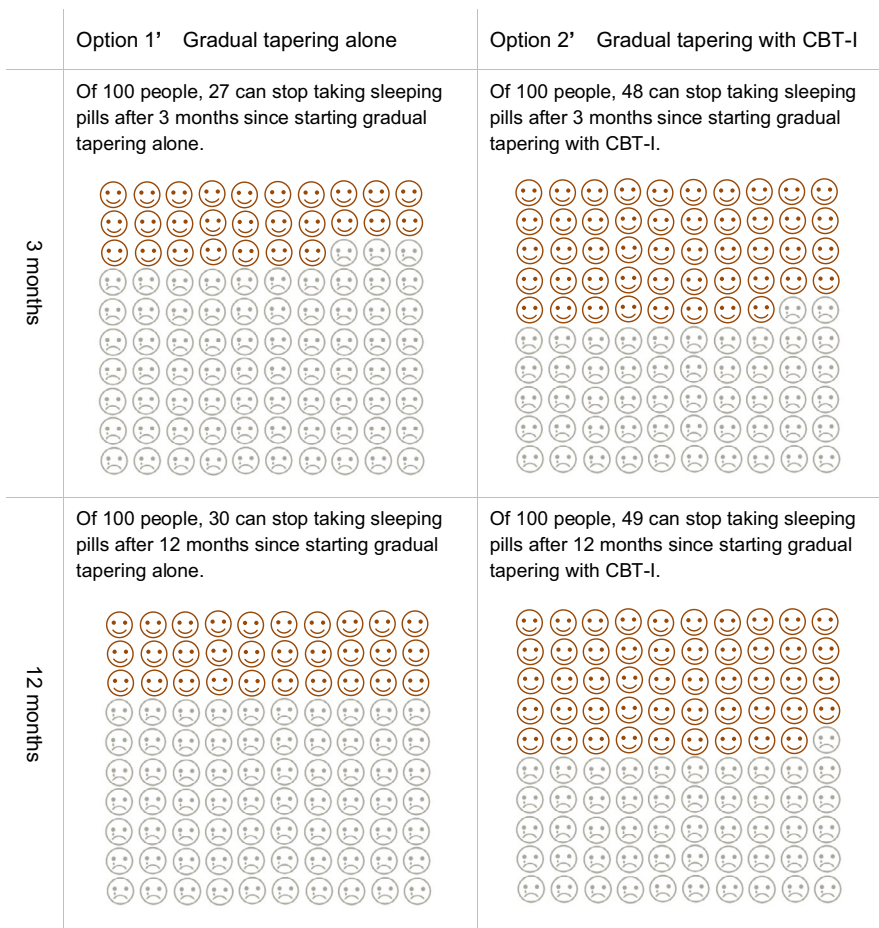 Option 1’ Gradual tapering alone
Option 2’ Gradual tapering with CBT-I
3 months
Of 100 people, 27 can stop taking sleeping
pills after 3 months since starting gradual
tapering alone.
Of 100 people, 48 can stop taking sleeping
pills after 3 months since starting gradual
tapering with CBT-I.
12 months
Of 100 people, 30 can stop taking sleeping
pills after 12 months since starting gradual
tapering alone.
Of 100 people, 49 can stop taking sleeping
pills after 12 months since starting gradual
tapering with CBT-I.